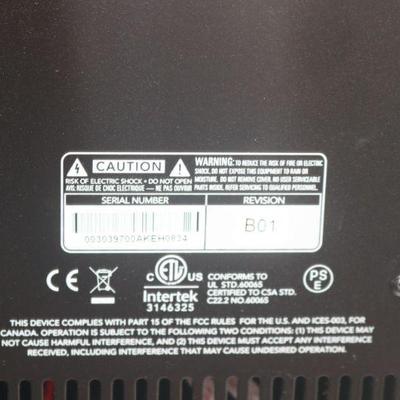 CAUTION
RISK OF ELECTRIC SHOCK • DO NOT OPEN
AVIS: RISQUE DE CHOC ELECTRIQUE — NE PAS OUVRIR
WARNING: TO REDUCE THE RISK OF FIRE OR ELECTRIC
SHOCK, DO NOT EXPOSE THIS EQUIPMENT TO RAIN OR
MOISTURE. DO NOT REMOVE COVER. NO USER SERVICEABLE
PARTS INSIDE. REFER SERVICING TO QUALIFIED PERSONNEL.
SERIAL NUMBER
003039700AKEH0834
REVISION
B01
CE
C ETL US
LISTED
Intertek
3146325
CONFORMS TO
UL STD.60065
CERTIFIED TO CSA STD.
C22.2 NO.60065
PS
E
THIS DEVICE COMPLIES WITH PART 15 OF THE FCC RULES FOR THE U.S. AND ICES-003, FOR
CANADA. OPERATION IS SUBJECT TO THE FOLLOWING TWO CONDITIONS: (1) THIS DEVICE MAY
NOT CAUSE HARMFUL INTERFERENCE, AND (2) THIS DEVICE MUST ACCEPT ANY INTERFERENCE
RECEIVED, INCLUDING INTERFERENCE THAT MAY CAUSE UNDESIRED OPERATION.